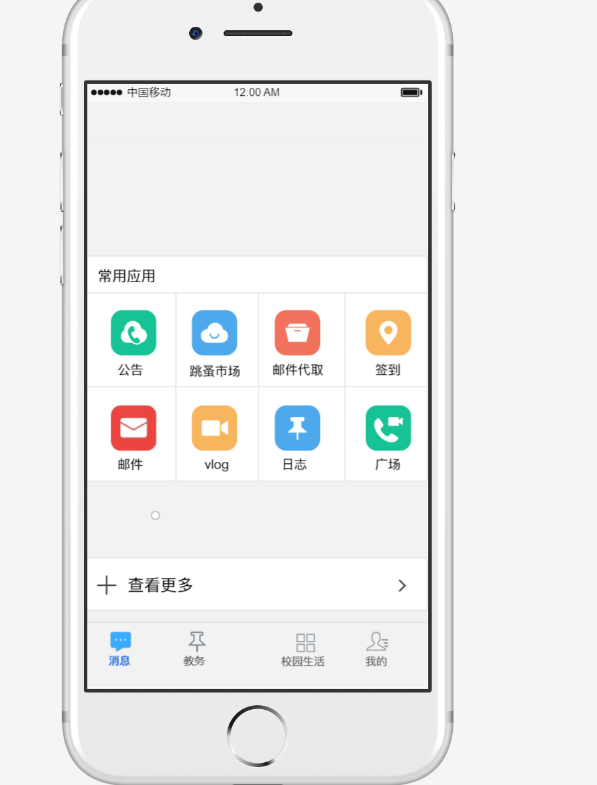 中国移动 12:00 AM
常用应用
公告 跳蚤市场 邮件代取 签到
邮件 vlog 日志 广场
查看更多
消息 教务 校园生活 我的